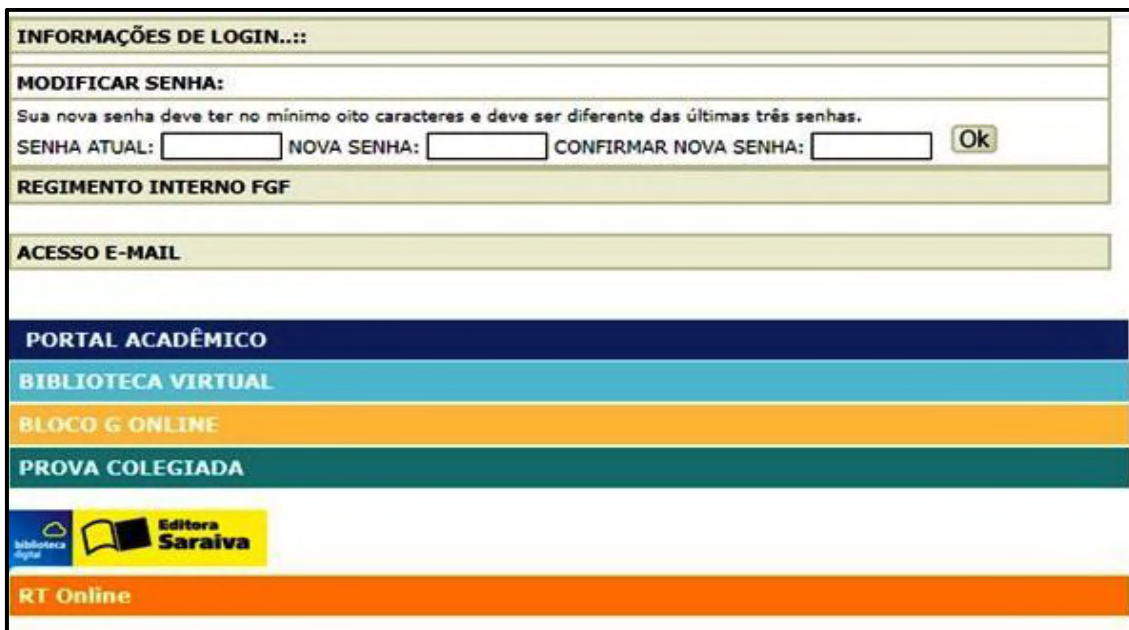 INFORMAÇÕES DE LOGIN..::
MODIFICAR SENHA:
Sua nova senha deve ter no mínimo oito caracteres e deve ser diferente das últimas três senhas.
SENHA ATUAL: NOVA SENHA: CONFIRMAR NOVA SENHA: Ok
REGIMENTO INTERNO FGF
ACESSO E-MAIL
PORTAL ACADÊMICO
BIBLIOTECA VIRTUAL
BLOCO G ONLINE
PROVA COLEGIADA
biblioteca
digital
Editora
Saraiva
RT Online